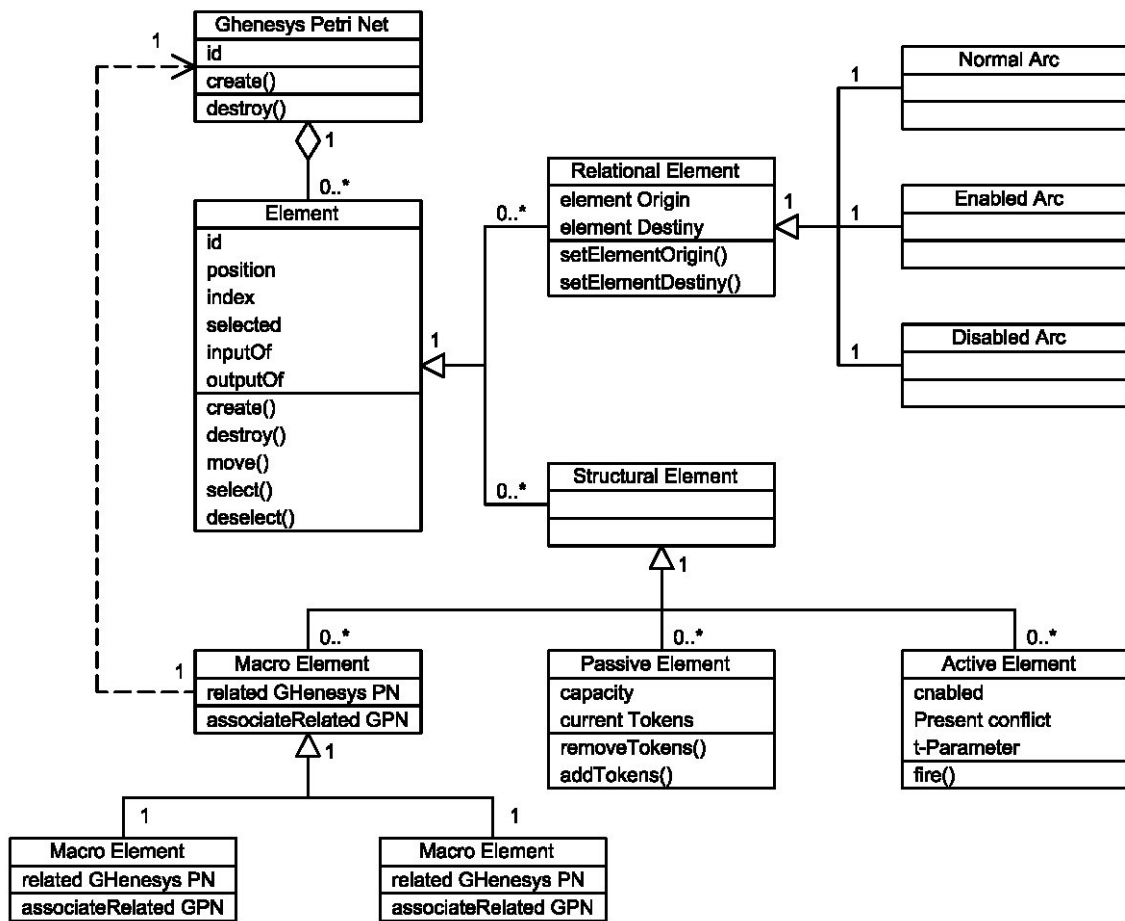 Ghenesys Petri Net
id
create()
destroy()
1
1
0..*
Element
id
position
index
selected
inputOf
outputOf
create()
destroy()
move()
select()
deselect()
1
0..*
Relational Element
element Origin
element Destiny
setElementOrigin()
setElementDestiny()
1
1
Normal Arc
1
Enabled Arc
1
Disabled Arc
0..*
Structural Element
1
0..*
0..*
0..*
1
Macro Element
related GHenesys PN
associateRelated GPN
1
Passive Element
capacity
current Tokens
removeTokens()
addTokens()
Active Element
cnabled
Present conflict
t-Parameter
fire()
1
1
Macro Element
related GHenesys PN
associateRelated GPN
Macro Element
related GHenesys PN
associateRelated GPN